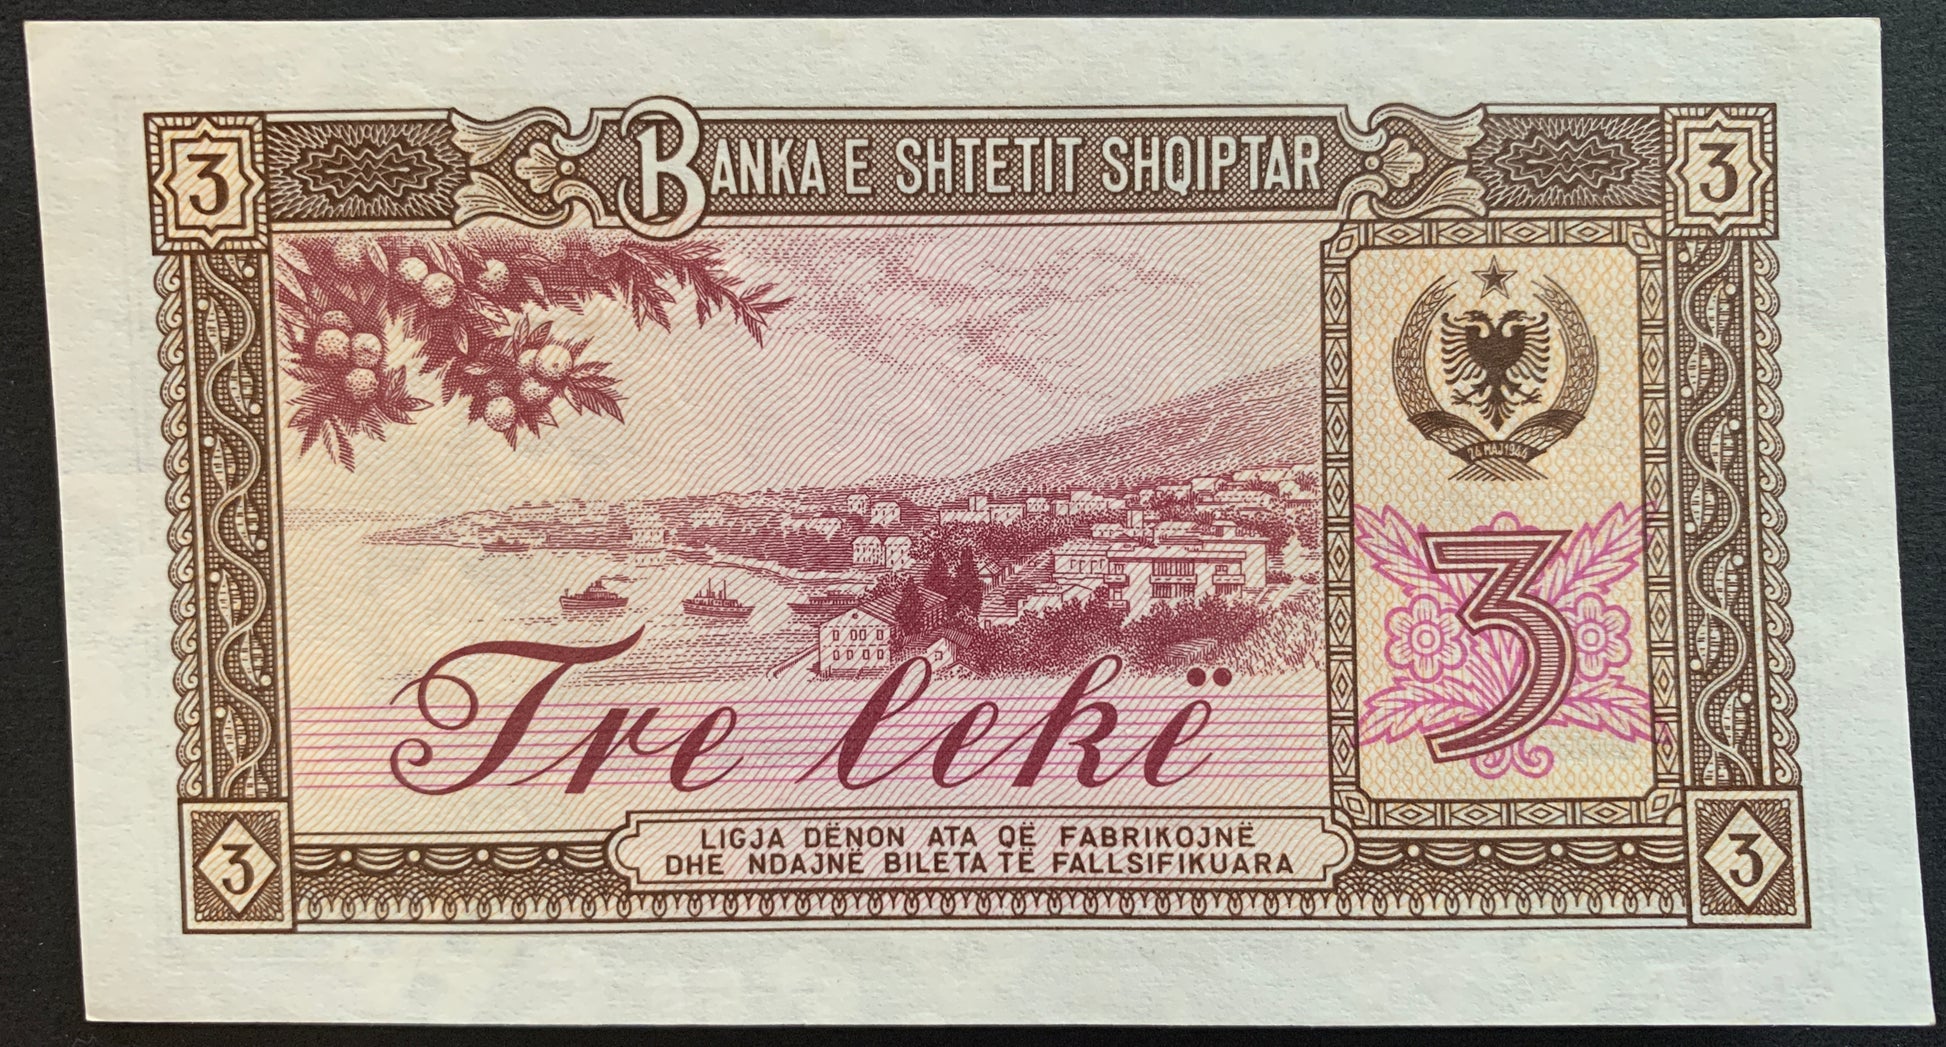 3
BANKA E SHTETIT SHQIPTAR
3
24 MAJ 1944
3
Tre lekë
LIGJA DËNON ATA QË FABRIKOJNË
DHE NDAJNË BILETA TË FALLSIFIKUARA
3
3